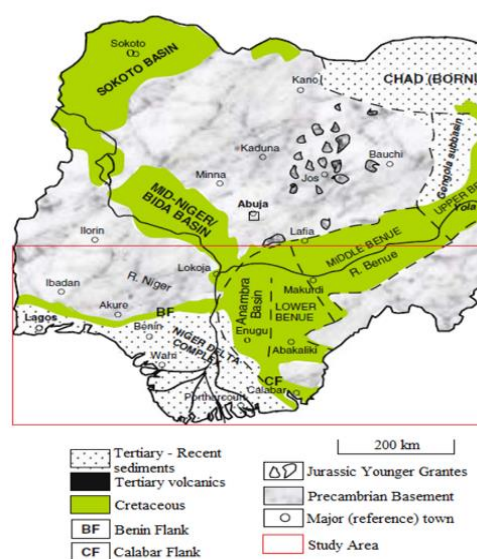 Sokoto
SOKOTO BASIN
Kano
CHAD (BORNU
Kaduna
Bauchi
Gongola subbasin
Jos
Minna
MID-NIGER/
BIDA BASIN
Abuja
UPPER BE
Yola
Ilorin
Lafia
MIDDLE BENUE
R. Benue
Lokoja
R. Niger
Ibadan
Makurdi
Anambra
Basin
LOWER
BENUE
Akure
BF
Lagos
Benin
Enugu
NIGER DELTA
COMPLEX
Abakaliki
Warri
CF
Calabar
Portharcourt
200 km
Tertiary - Recent
sediments
Tertiary volcanics
Cretaceous
BF
Benin Flank
CF
Calabar Flank
Jurassic Younger Grantes
Precambrian Basement
Major (reference) town
Study Area